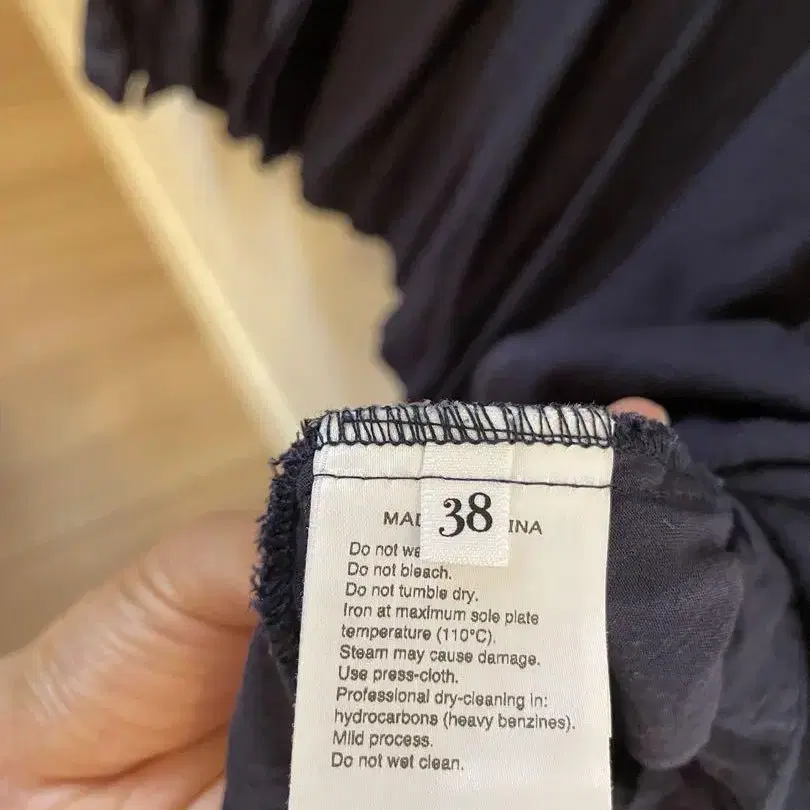 38
MAD INA
Do not
Do not bleach.
Do not tumble dry.
Iron at maximum sole plate
temperature (110°C).
Steam may cause damage.
Use press-cloth.
Professional dry-cleaning in:
hydrocarbons (heavy benzines).
Mild process.
Do not wet clean.